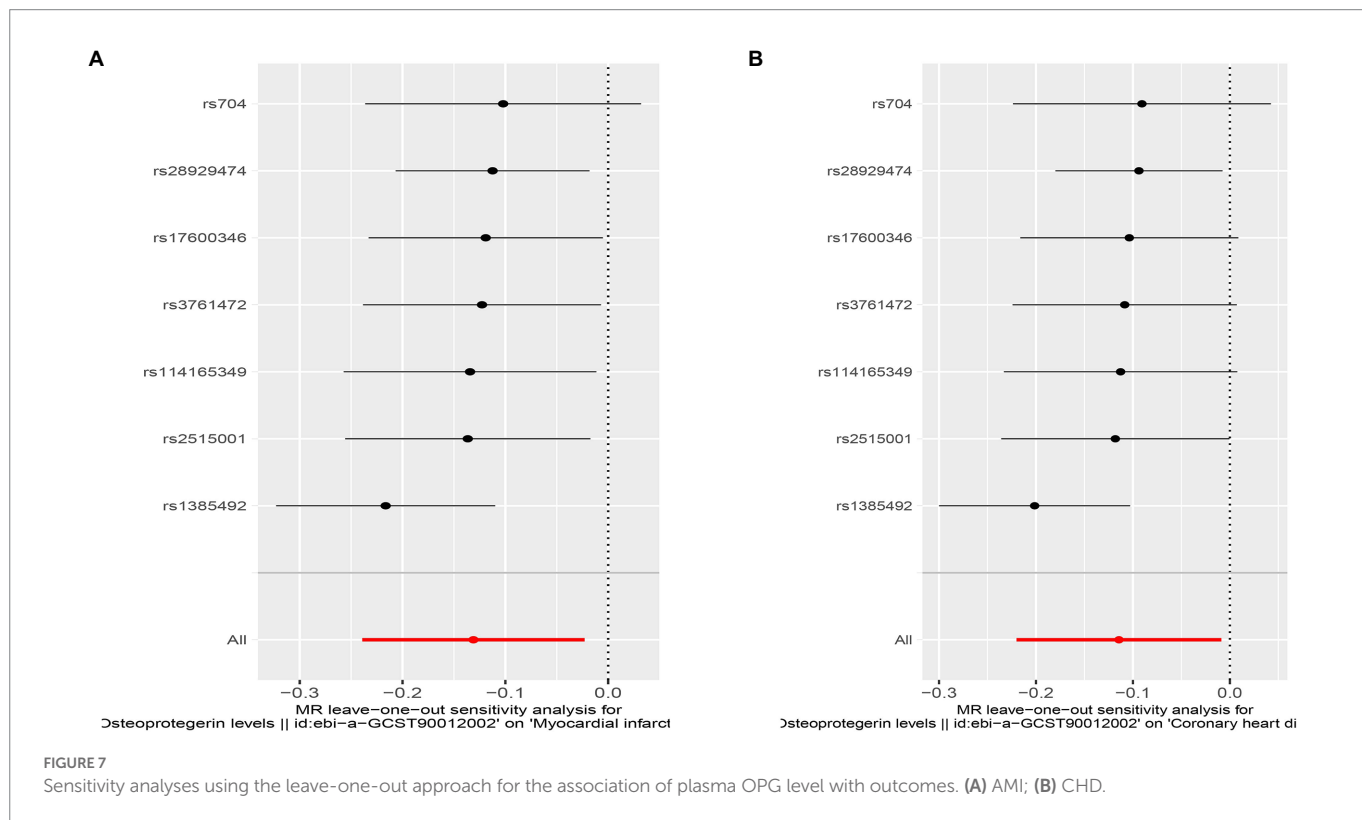 A
rs704
rs28929474
rs17600346
rs3761472
rs114165349
rs2515001
rs1385492
All
−0.3 −0.2 −0.1 0.0
MR leave−one−out sensitivity analysis for
Osteoprotegerin levels || id:ebi−a−GCST90012002' on 'Myocardial infarct
B
rs704
rs28929474
rs17600346
rs3761472
rs114165349
rs2515001
rs1385492
All
−0.3 −0.2 −0.1 0.0
MR leave−one−out sensitivity analysis for
Osteoprotegerin levels || id:ebi−a−GCST90012002' on 'Coronary heart di
FIGURE 7
Sensitivity analyses using the leave-one-out approach for the association of plasma OPG level with outcomes. (A) AMI; (B) CHD.